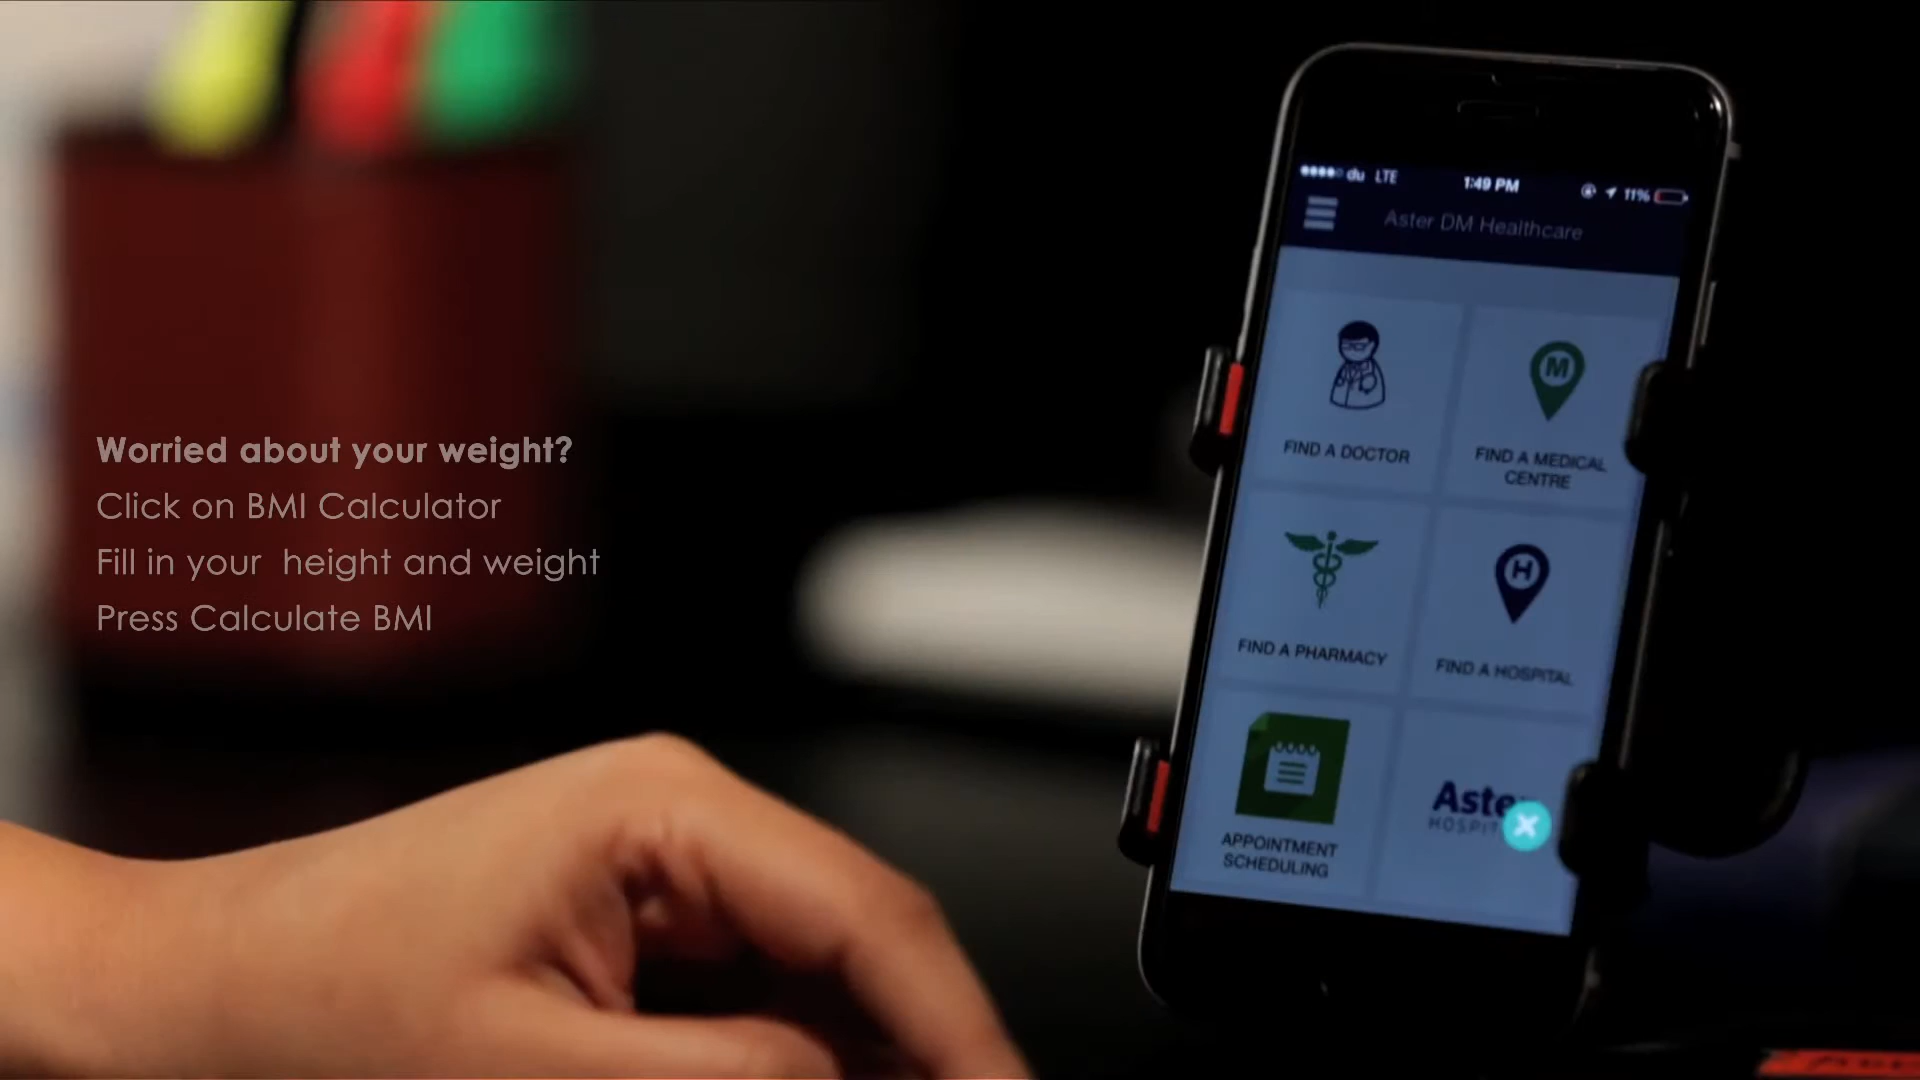 Worried about your weight?
Click on BMI Calculator
Fill in your  height and weight
Press Calculate BMI
du LTE
1:49 PM
11%
Aster DM Healthcare
FIND A DOCTOR
M
FIND A MEDICAL
CENTRE
FIND A PHARMACY
H
FIND A HOSPITAL
APPOINTMENT
SCHEDULING